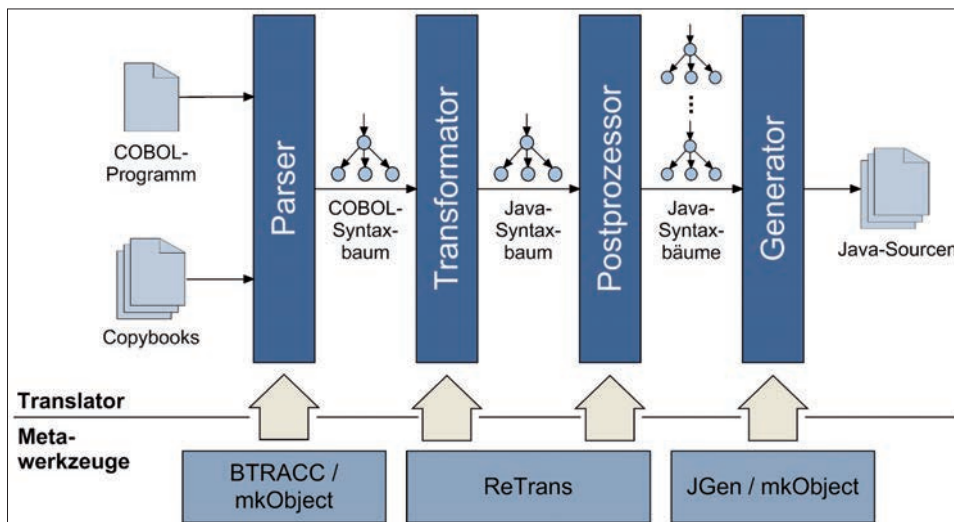 COBOL-
Programm
Copybooks
Parser
COBOL-
Syntax-
baum
Transformator
Java-
Syntax-
baum
Postprozessor
Java-
Syntax-
bäume
Generator
Java-Sourcen
Translator
Meta-
werkzeuge
BTRACC /
mkObject
ReTrans
JGen / mkObject